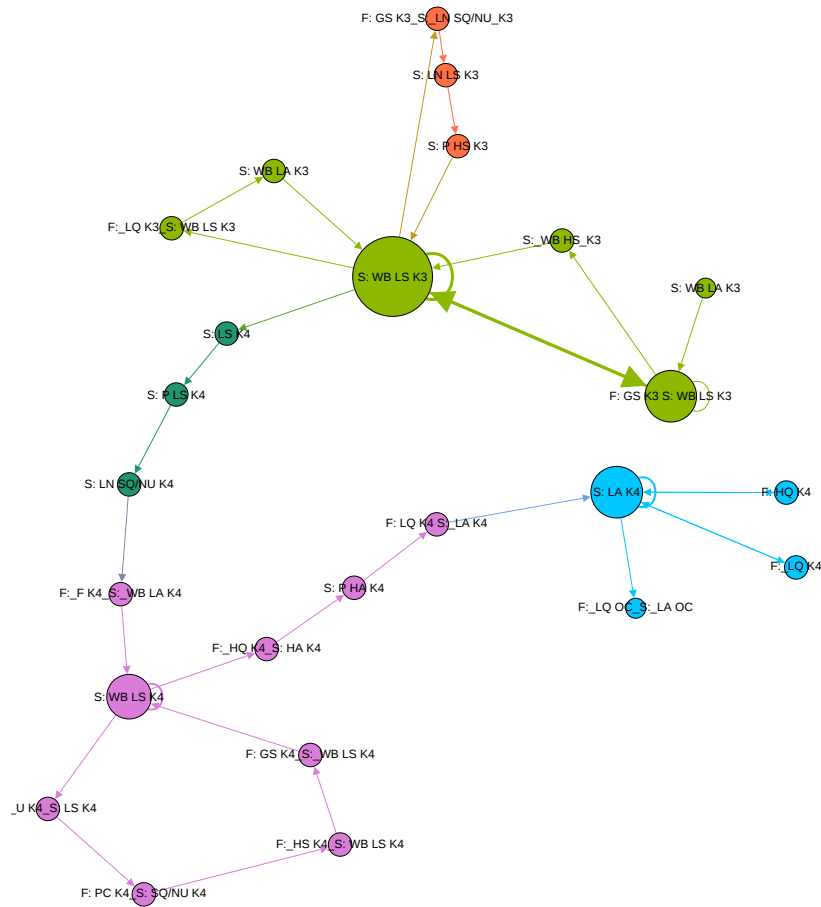 F: GS K3_S:_LN SQ/NU_K3
S: LN LS K3
S: P HS K3
S: WB LA K3
F:_LQ K3_S: WB LS K3
S:_WB HS_K3
S: WB LS K3
S: WB LA K3
S: LS K4
S: P LS K4
F: GS K3 S: WB LS K3
S: LN SQ/NU K4
S: LA K4
F: HQ K4
F: LQ K4 S:_LA K4
F:_LQ K4
F:_F K4_S:_WB LA K4
S: P HA K4
F:_LQ OC_S:_LA OC
F:_HQ K4_S: HA K4
S: WB LS K4
F: GS K4_S:_WB LS K4
_U K4_S: LS K4
F:_HS K4_S: WB LS K4
F: PC K4_S: SQ/NU K4